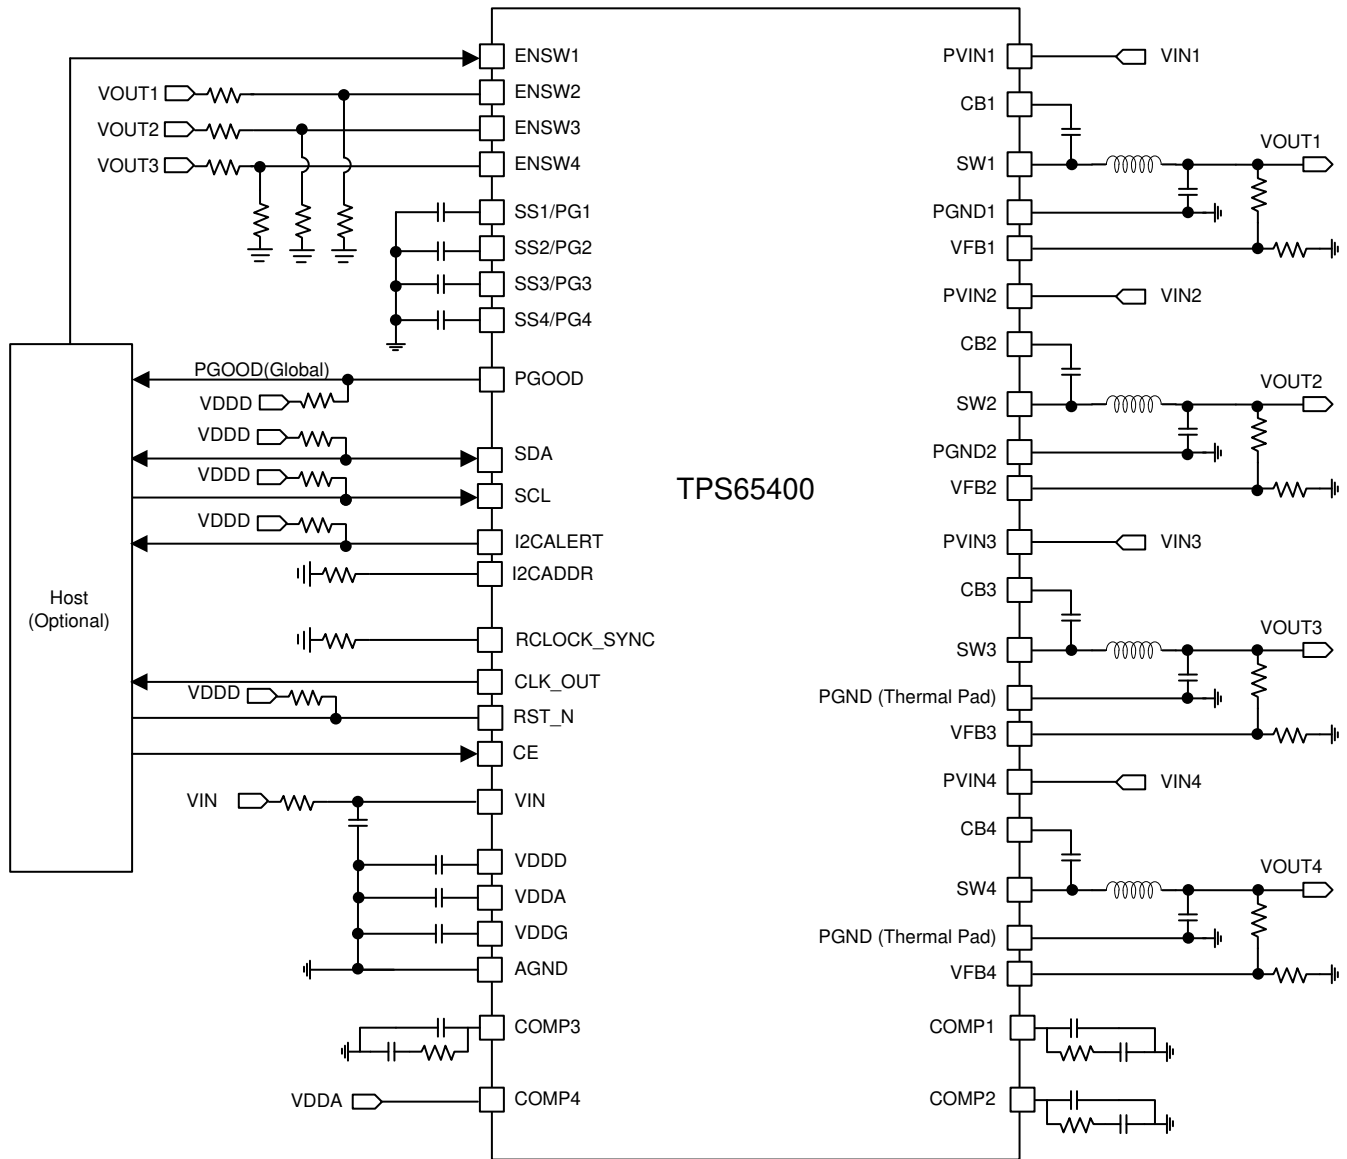 ENSW1
VOUT1
ENSW2
VOUT2
ENSW3
VOUT3
ENSW4
SS1/PG1
SS2/PG2
SS3/PG3
SS4/PG4
PGOOD(Global)
PGOOD
VDDD
VDDD
SDA
VDDD
SCL
VDDD
I2CALERT
I2CADDR
Host
(Optional)
RCLOCK_SYNC
CLK_OUT
VDDD
RST_N
CE
VIN
VIN
VDDD
VDDA
VDDG
AGND
COMP3
VDDA
COMP4
TPS65400
PVIN1
VIN1
CB1
SW1
VOUT1
PGND1
VFB1
PVIN2
VIN2
CB2
SW2
VOUT2
PGND2
VFB2
PVIN3
VIN3
CB3
SW3
VOUT3
PGND (Thermal Pad)
VFB3
PVIN4
VIN4
CB4
SW4
VOUT4
PGND (Thermal Pad)
VFB4
COMP1
COMP2